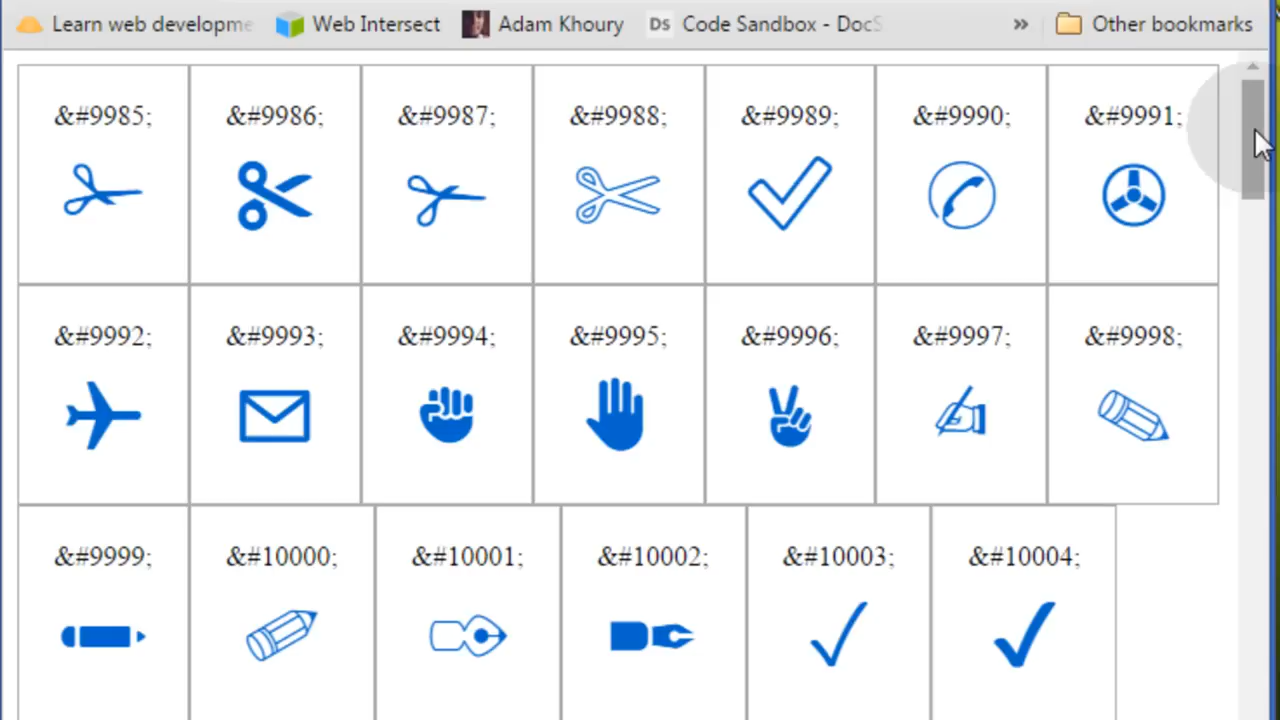 Learn web developme Web Intersect Adam Khoury Ds Code Sandbox - DocS » Other bookmarks
&#9985; &#9986; &#9987; &#9988; &#9989; &#9990; &#9991;
&#9992; &#9993; &#9994; &#9995; &#9996; &#9997; &#9998;
&#9999; &#10000; &#10001; &#10002; &#10003; &#10004;